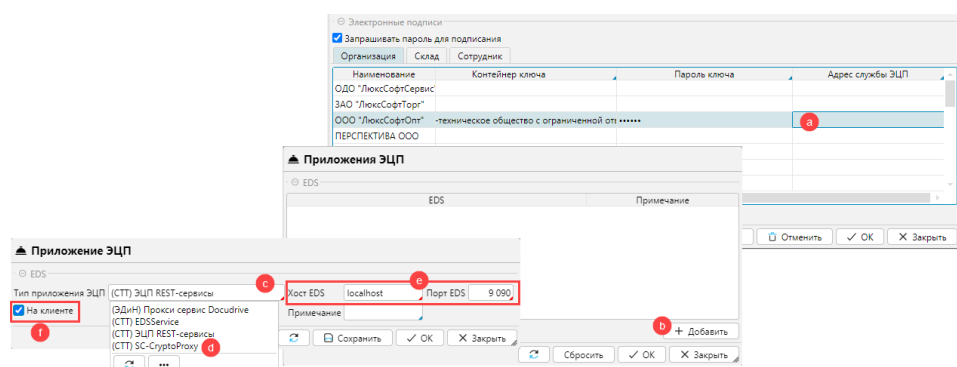 Электронные подписи
Запрашивать пароль для подписания
Организация Склад Сотрудник
Наименование Контейнер ключа Пароль ключа Адрес службы ЭЦП
ОДО "ЛюксСофтСервис"
ЗАО "ЛюксСофтТорг"
ООО "ЛюксСофтОпт" -техническое общество с ограниченной отв •••••• a
ПЕРСПЕКТИВА ООО
Отменить OK Закрыть
Приложения ЭЦП
EDS
EDS Примечание
b Добавить
Сбросить OK Закрыть
Приложение ЭЦП
EDS
Тип приложения ЭЦП (СТТ) ЭЦП REST-сервисы c Хост EDS localhost e Порт EDS 9 090
На клиенте Примечание
f
(ЭДиН) Прокси сервис Docudrive
(СТТ) EDSService
(СТТ) ЭЦП REST-сервисы
(СТТ) SC-CryptoProxy d
...
Сохранить OK Закрыть